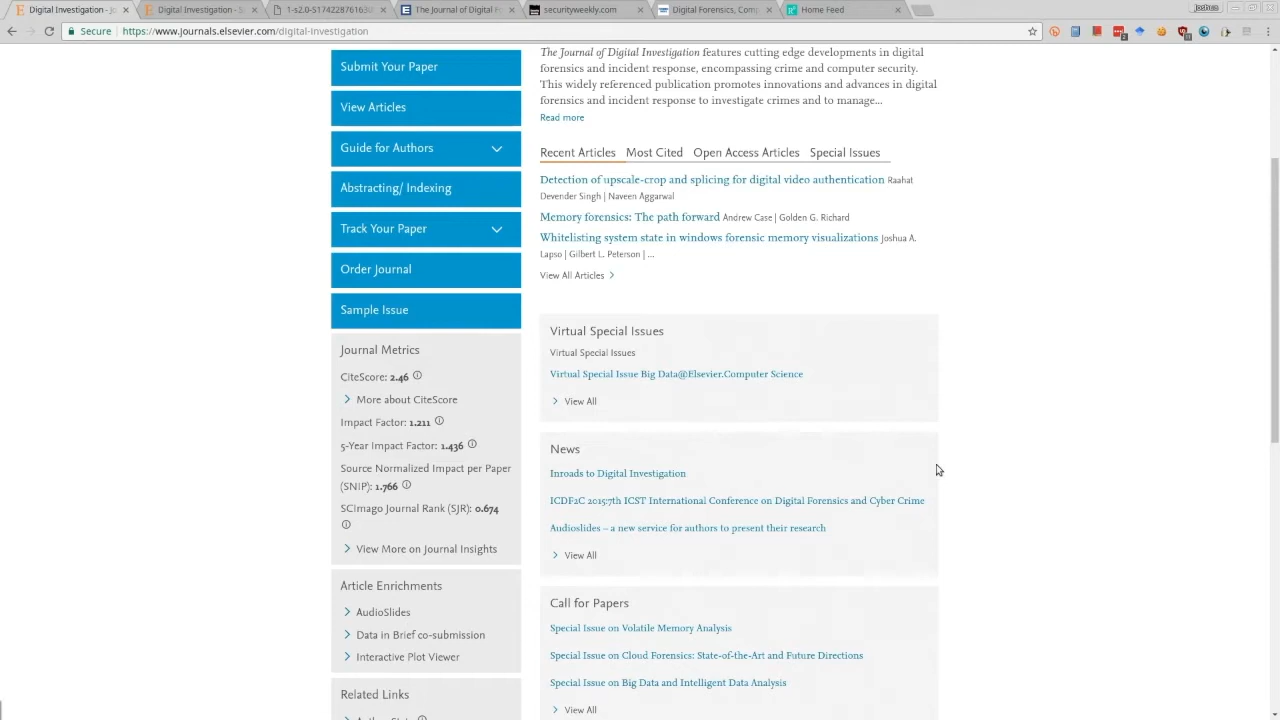 Digital Investigation - Jo
Digital Investigation - S
1-s2.0-S174228761630
The Journal of Digital Fo
securityweekly.com
Digital Forensics, Comp
Home Feed
Joshua
Secure
https://www.journals.elsevier.com/digital-investigation
Submit Your Paper
View Articles
Guide for Authors
Abstracting/ Indexing
Track Your Paper
Order Journal
Sample Issue
Journal Metrics
CiteScore: 2.46
More about CiteScore
Impact Factor: 1.211
5-Year Impact Factor: 1.436
Source Normalized Impact per Paper
(SNIP): 1.766
SCImago Journal Rank (SJR): 0.674
View More on Journal Insights
Article Enrichments
AudioSlides
Data in Brief co-submission
Interactive Plot Viewer
Related Links
The Journal of Digital Investigation features cutting edge developments in digital
forensics and incident response, encompassing crime and computer security.
This widely referenced publication promotes innovations and advances in digital
forensics and incident response to investigate crimes and to manage...
Read more
Recent Articles Most Cited Open Access Articles Special Issues
Detection of upscale-crop and splicing for digital video authentication Raahat
Devender Singh | Naveen Aggarwal
Memory forensics: The path forward Andrew Case | Golden G. Richard
Whitelisting system state in windows forensic memory visualizations Joshua A.
Lapso | Gilbert L. Peterson | ...
View All Articles
Virtual Special Issues
Virtual Special Issues
Virtual Special Issue Big Data@Elsevier.Computer Science
View All
News
Inroads to Digital Investigation
ICDF2C 2015:7th ICST International Conference on Digital Forensics and Cyber Crime
Audioslides – a new service for authors to present their research
View All
Call for Papers
Special Issue on Volatile Memory Analysis
Special Issue on Cloud Forensics: State-of-the-Art and Future Directions
Special Issue on Big Data and Intelligent Data Analysis
View All